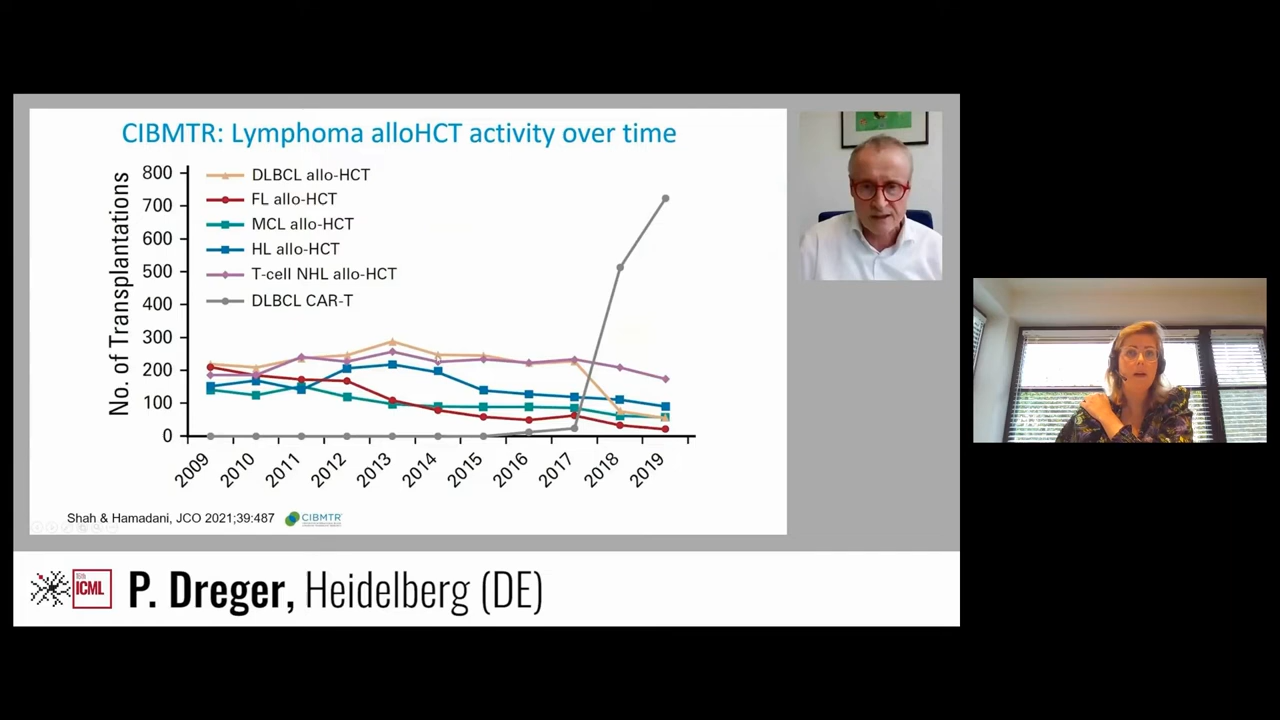 CIBMTR: Lymphoma alloHCT activity over time
No. of Transplantations
800
700
600
500
400
300
200
100
0
DLBCL allo-HCT
FL allo-HCT
MCL allo-HCT
HL allo-HCT
T-cell NHL allo-HCT
DLBCL CAR-T
2009 2010 2011 2012 2013 2014 2015 2016 2017 2018 2019
Shah & Hamadani, JCO 2021;39:487
CIBMTR
ICML
P. Dreger, Heidelberg (DE)